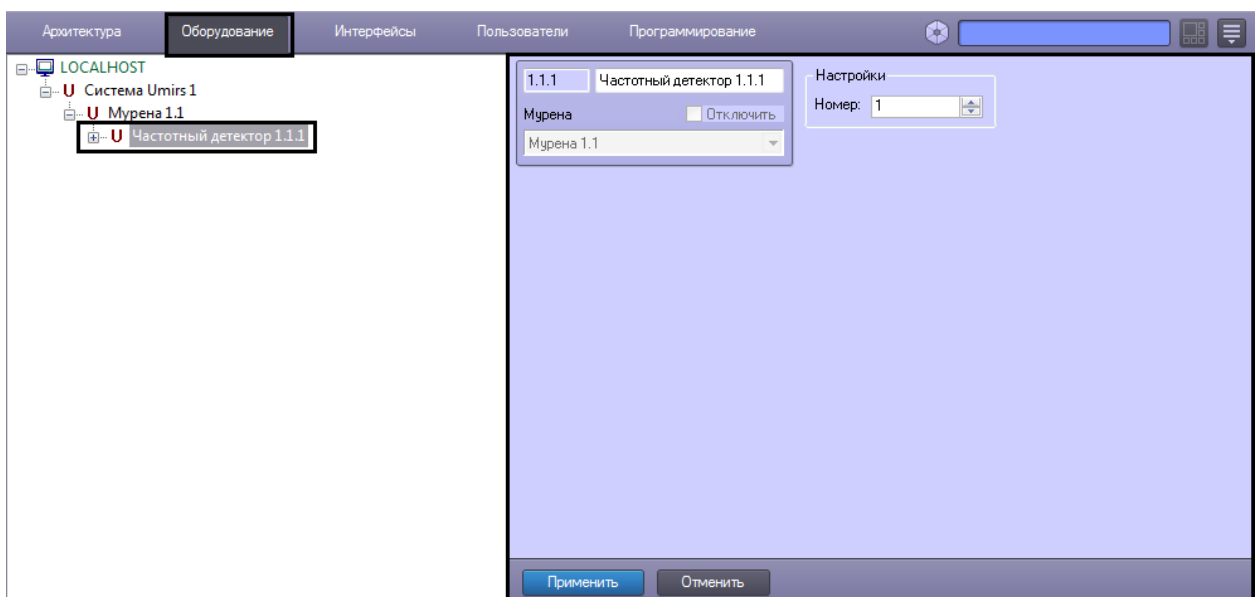 Архитектура Оборудование Интерфейсы Пользователи Программирование
LOCALHOST
U Система Umirs 1
U Мурена 1.1
U Частотный детектор 1.1.1
1.1.1 Частотный детектор 1.1.1
Мурена Отключить
Мурена 1.1
Настройки
Номер: 1
Применить Отменить